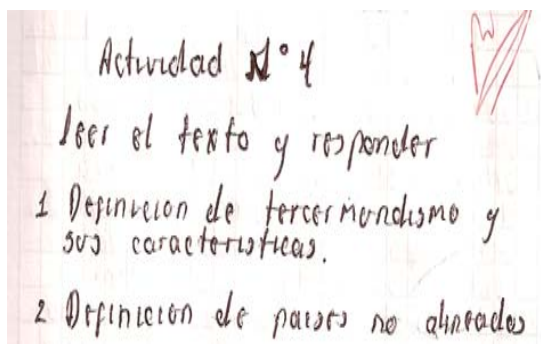 Actividad N° 4
leer el texto y responder
1 Definicion de tercermundismo y
sus caracteristicas.
2 Definicion de paises no alineados